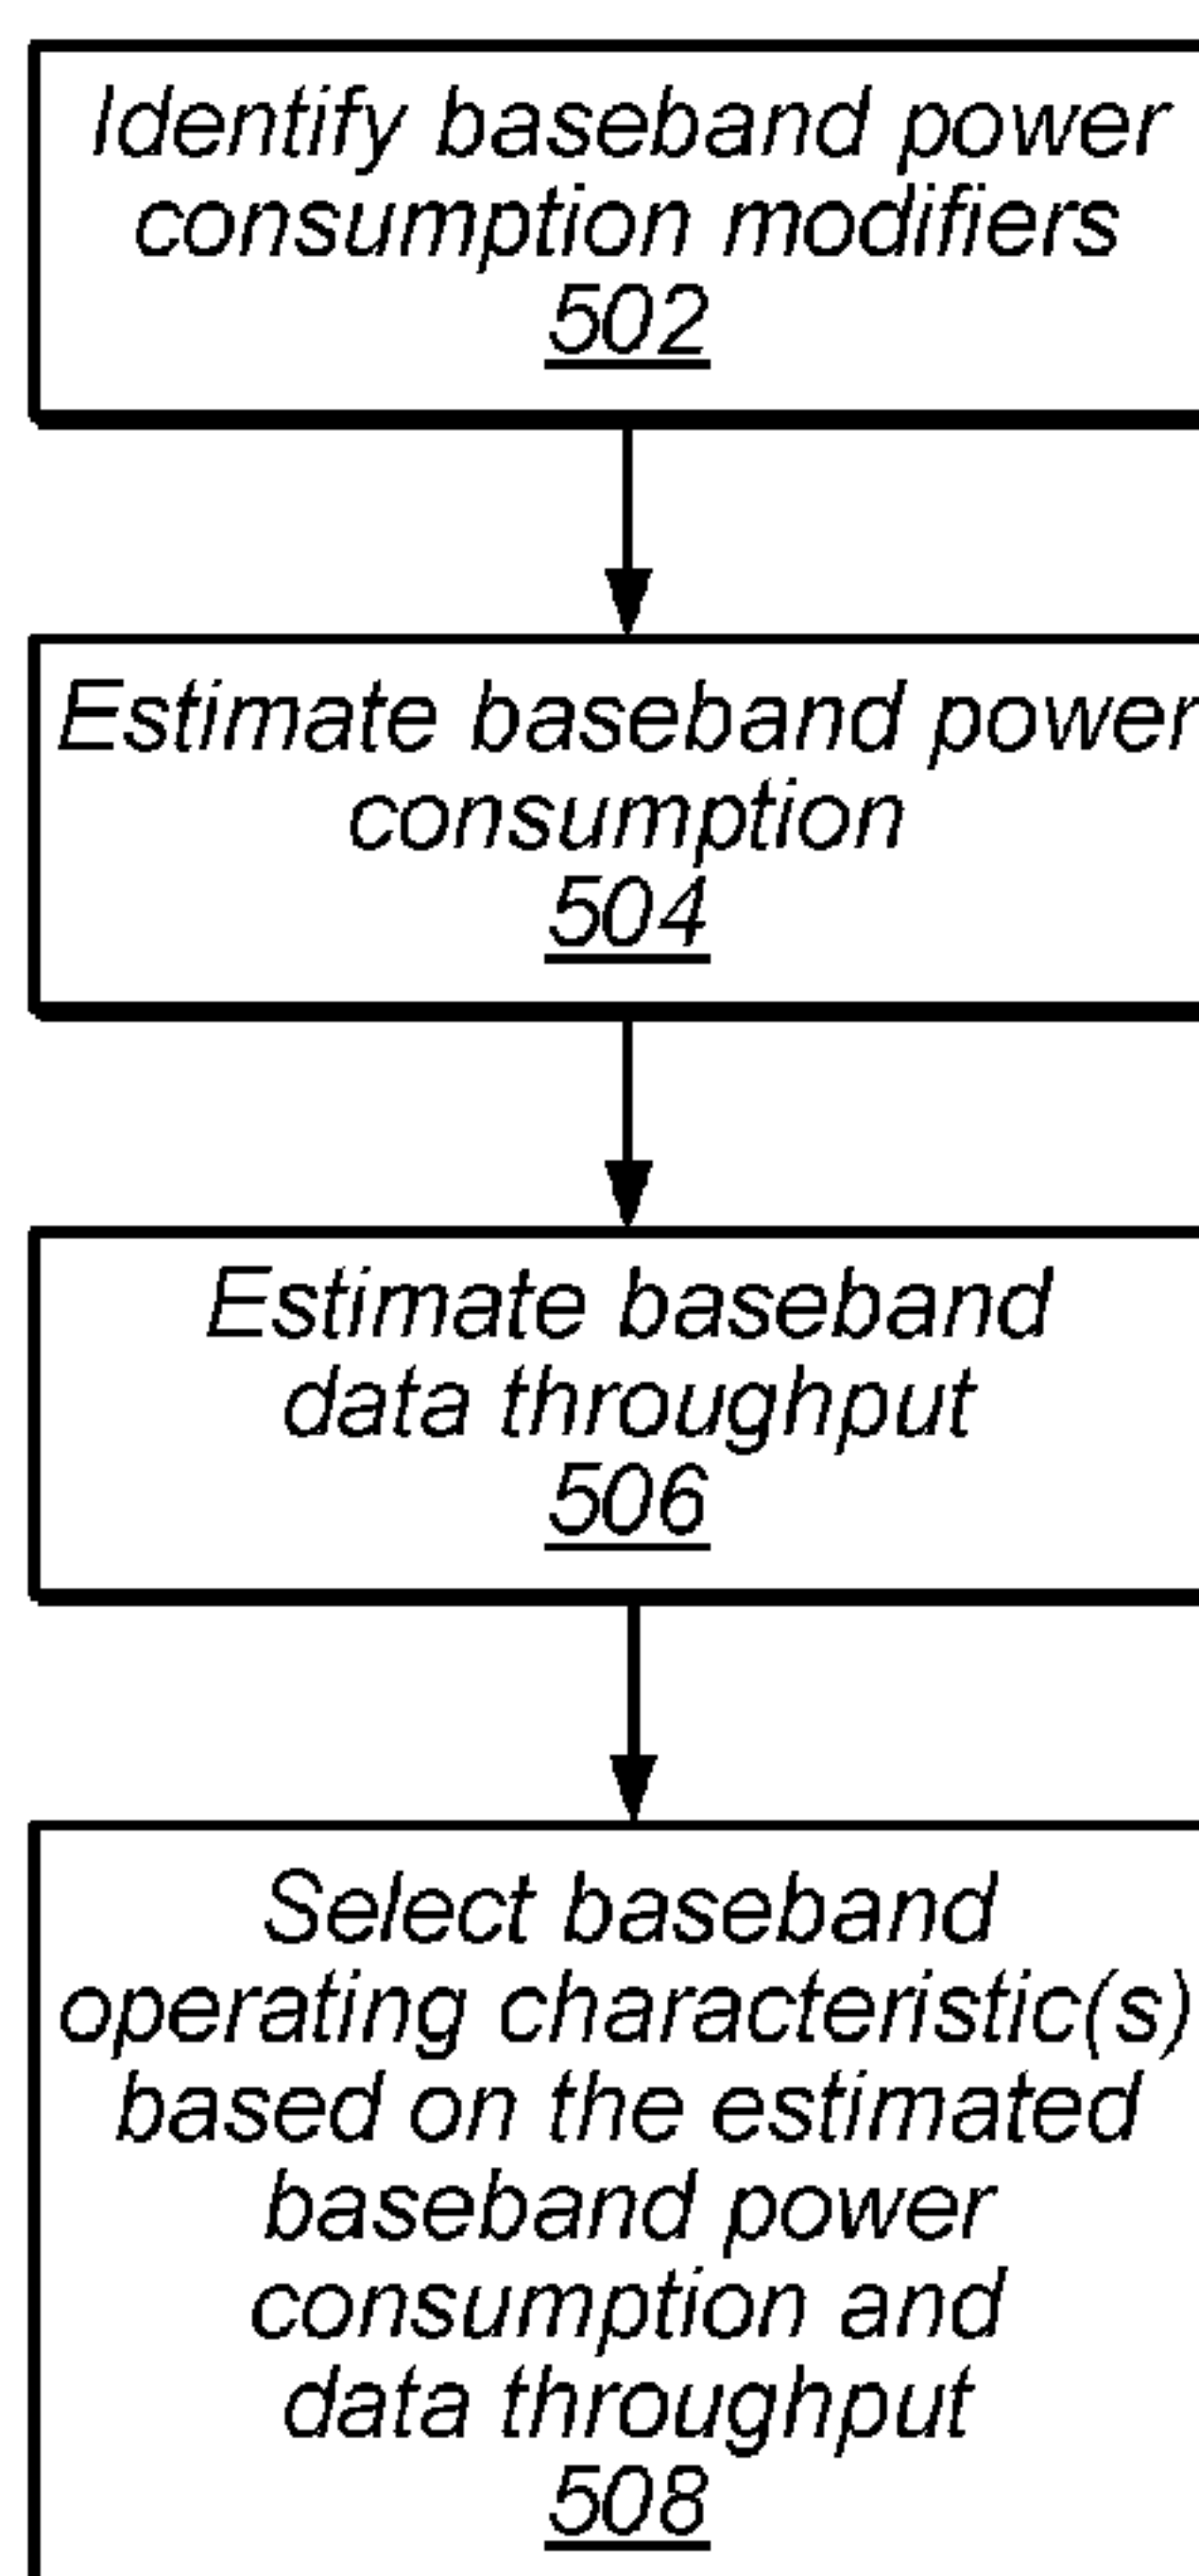 Identify baseband power
consumption modifiers
502
Estimate baseband power
consumption
504
Estimate baseband
data throughput
506
Select baseband
operating characteristic(s)
based on the estimated
baseband power
consumption and
data throughput
508